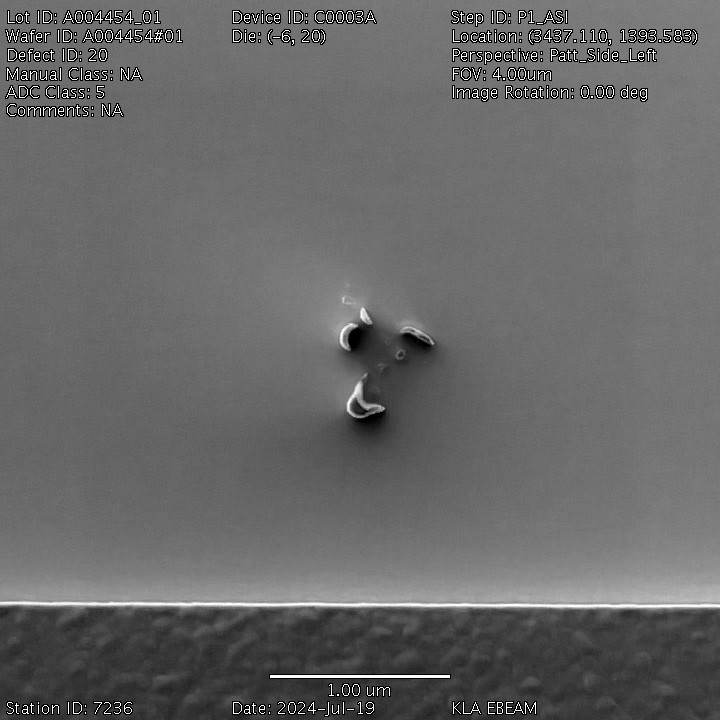 Lot ID: A004454_01 Device ID: C0003A Step ID: P1_ASI
Wafer ID: A004454#01 Die: (-6, 20) Location: (3437.110, 1393.583)
Defect ID: 20 Perspective: Patt_Side_Left
Manual Class: NA FOV: 4.00um
ADC Class: 5 Image Rotation: 0.00 deg
Comments: NA
1.00 um
Station ID: 7236 Date: 2024-Jul-19 KLA EBEAM